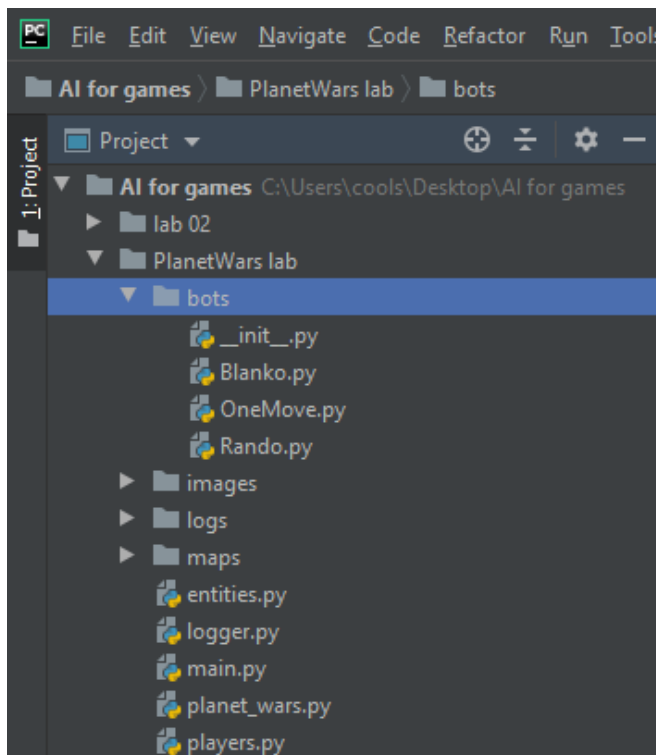 PC File Edit View Navigate Code Refactor Run Tools
AI for games PlanetWars lab bots
1: Project
Project
AI for games C:\Users\cools\Desktop\AI for games
lab 02
PlanetWars lab
bots
__init__.py
Blanko.py
OneMove.py
Rando.py
images
logs
maps
entities.py
logger.py
main.py
planet_wars.py
players.py